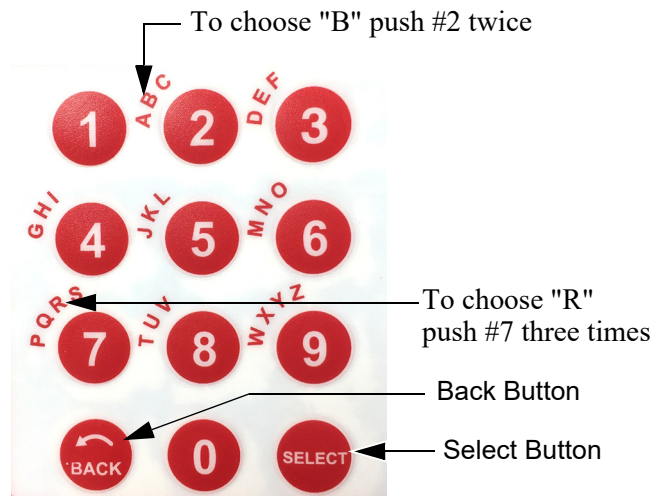 To choose "B" push #2 twice
1 ABC 2 DEF 3
GHI 4 JKL 5 MNO 6
To choose "R"
push #7 three times
PQRS 7 TUV 8 WXYZ 9
Back Button
BACK 0 SELECT
Select Button